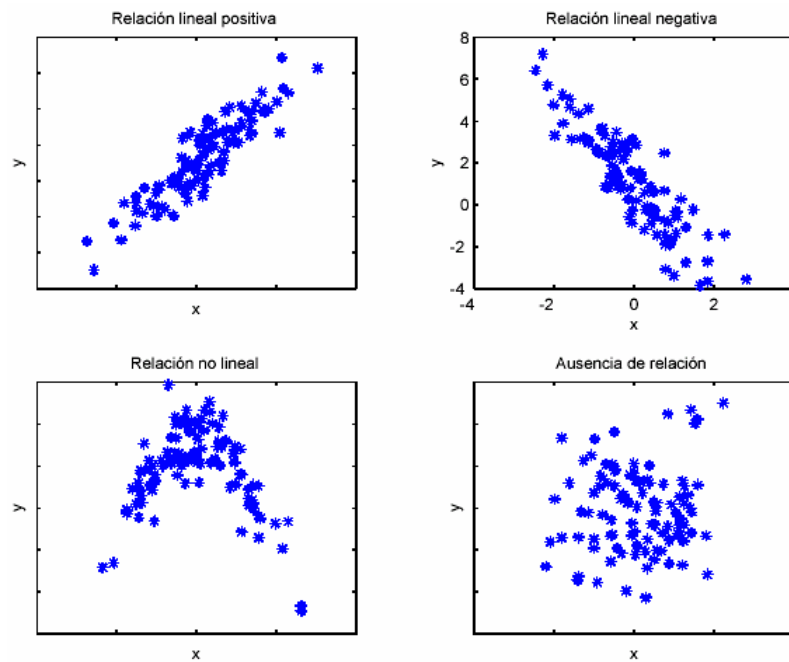 Relación lineal positiva
y
x
Relación lineal negativa
8
6
4
2
0
-2
-4
y
-4
-2
0
2
x
Relación no lineal
y
x
Ausencia de relación
y
x